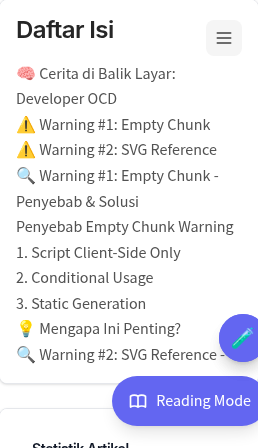 Daftar Isi
🧠 Cerita di Balik Layar:
Developer OCD
⚠️ Warning #1: Empty Chunk
⚠️ Warning #2: SVG Reference
🔍 Warning #1: Empty Chunk -
Penyebab & Solusi
Penyebab Empty Chunk Warning
1. Script Client-Side Only
2. Conditional Usage
3. Static Generation
💡 Mengapa Ini Penting?
🔍 Warning #2: SVG Reference -
Reading Mode
Statistik Artikel